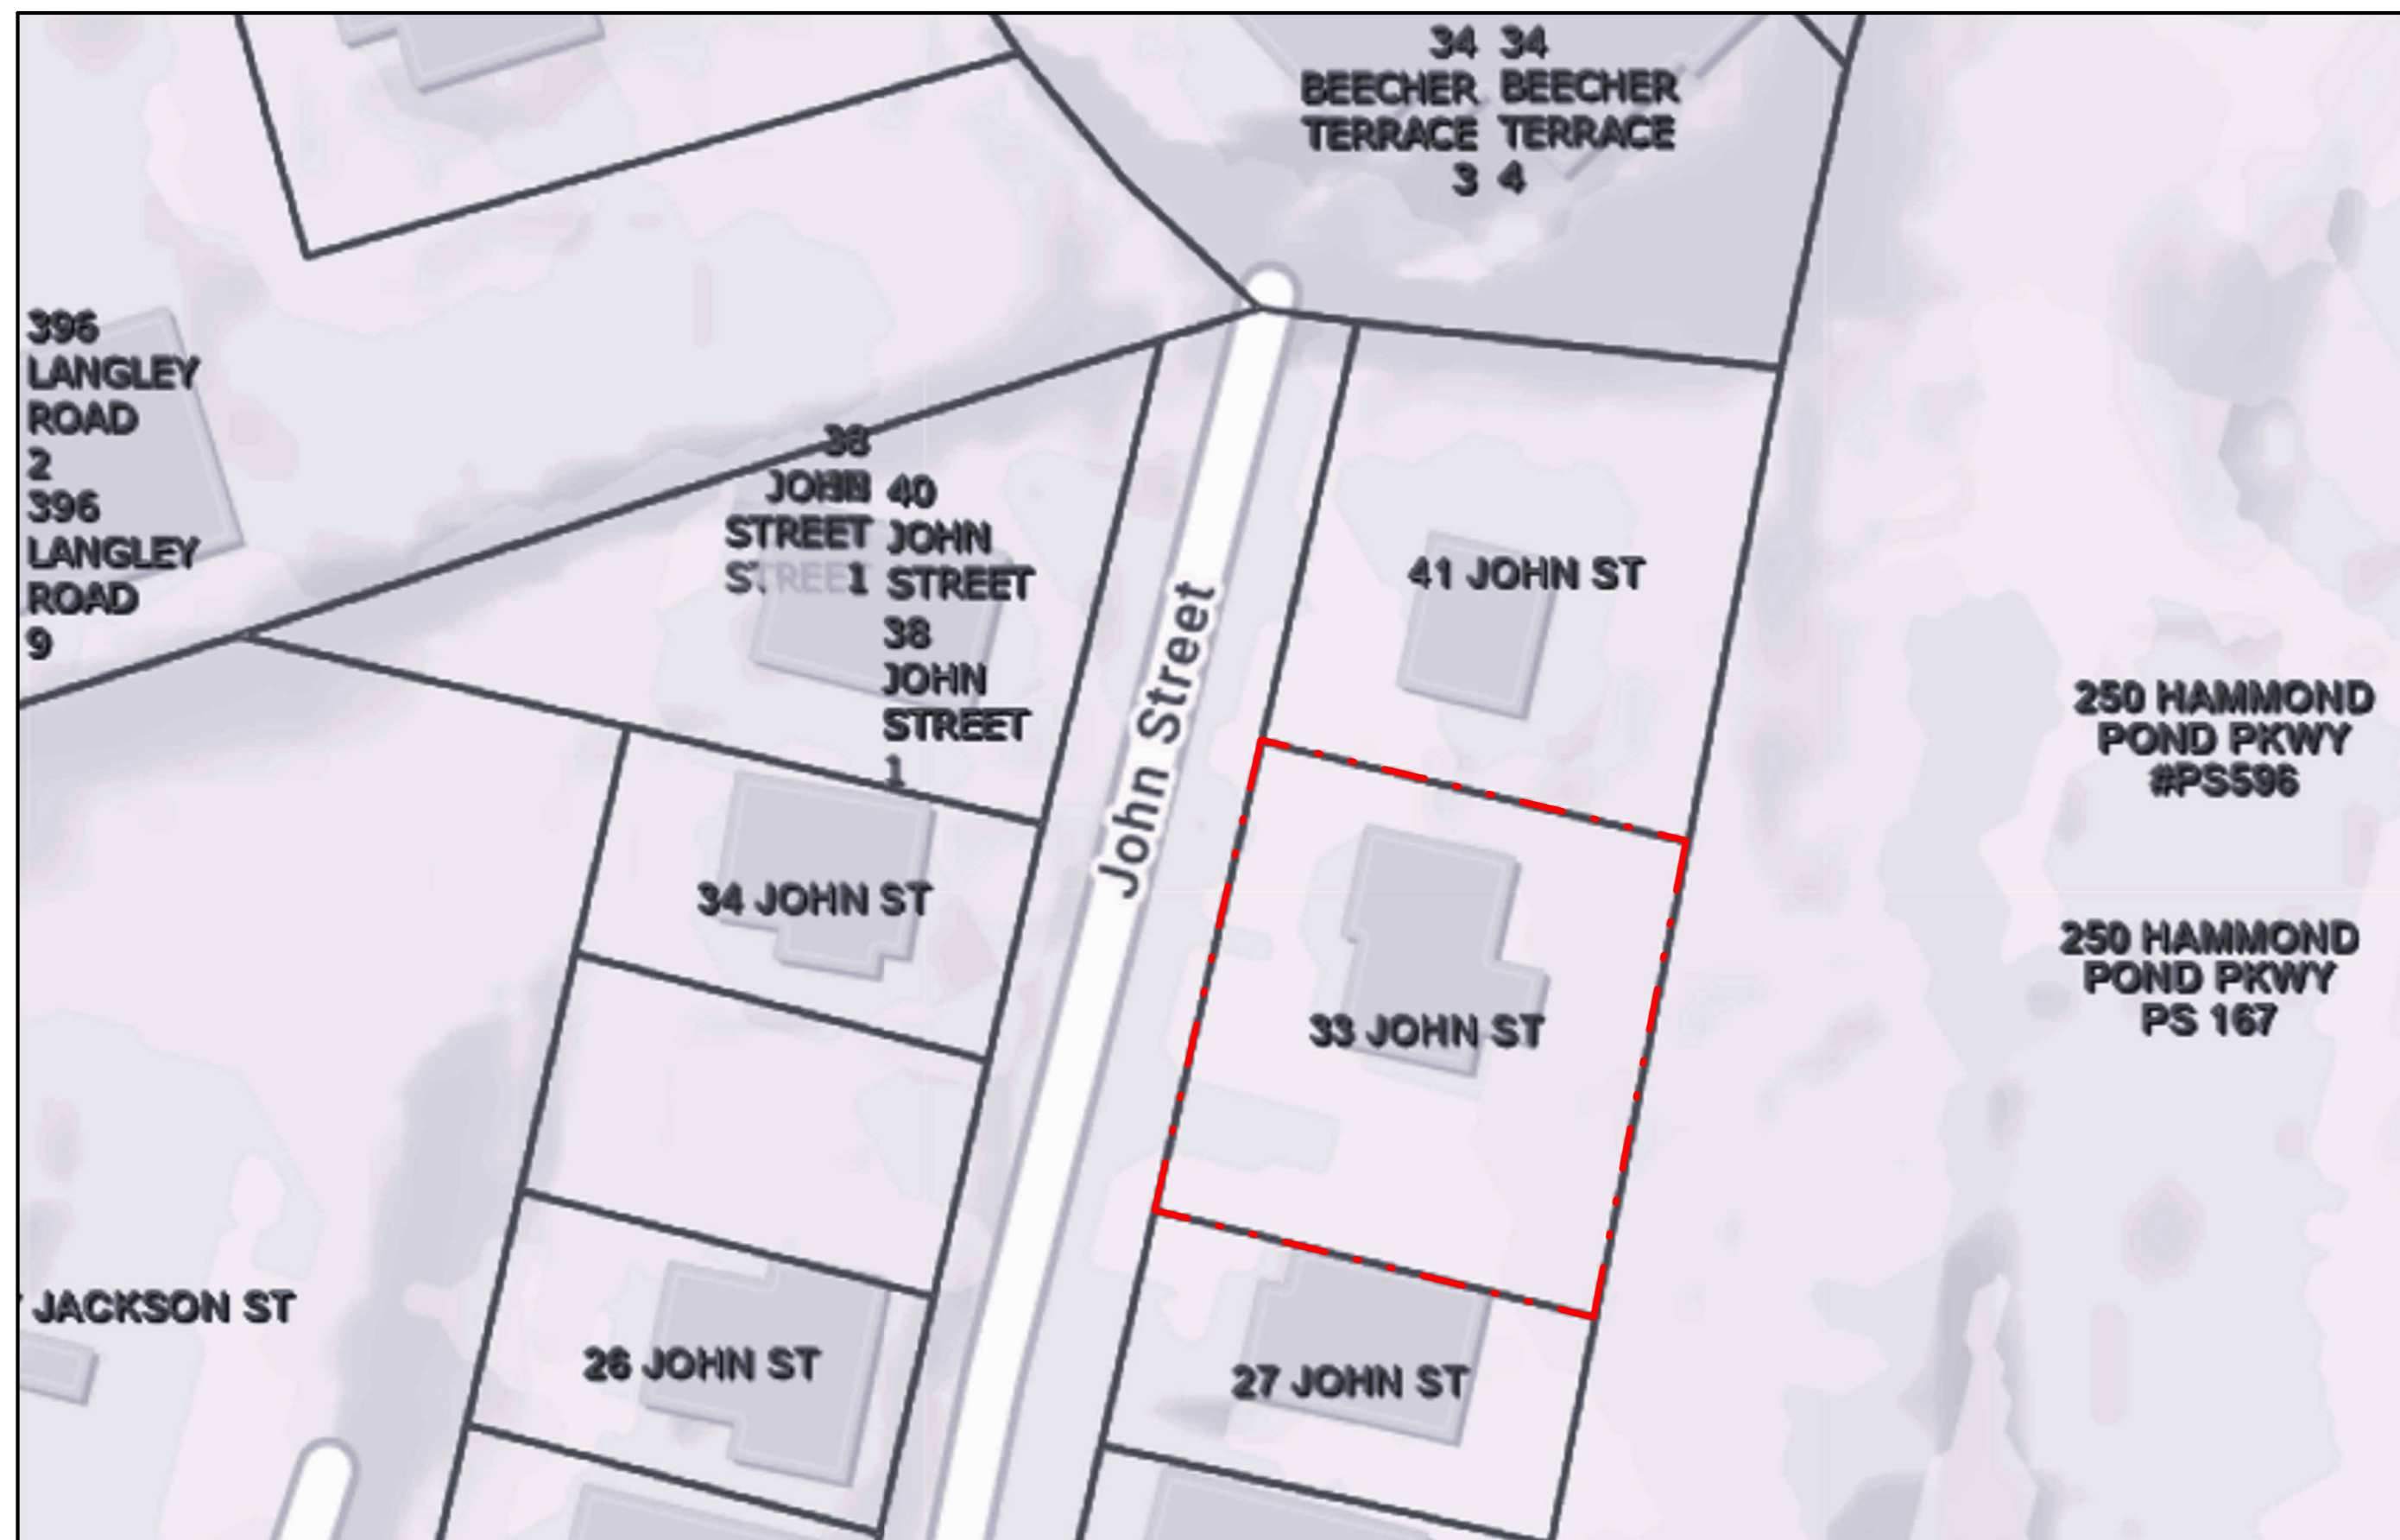 34
BEECHER
TERRACE
3
34
BEECHER
TERRACE
4
396
LANGLEY
ROAD
2
396
LANGLEY
ROAD
9
38
JOHN
STREET
1
40
JOHN
STREET
38
JOHN
STREET
1
John Street
41 JOHN ST
34 JOHN ST
33 JOHN ST
250 HAMMOND
POND PKWY
#PS596
250 HAMMOND
POND PKWY
PS 167
JACKSON ST
26 JOHN ST
27 JOHN ST